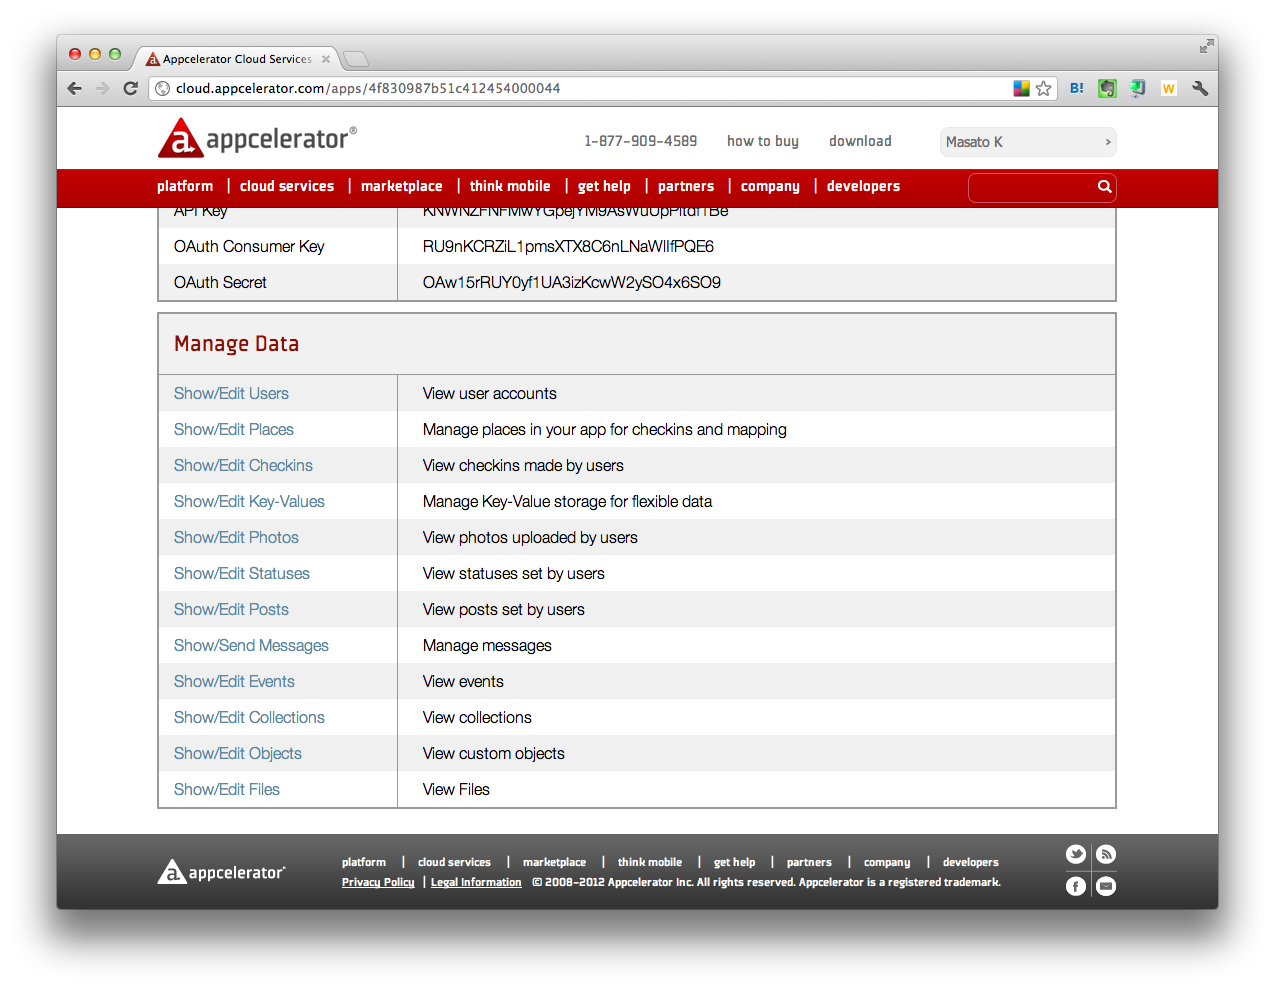 Appcelerator Cloud Services
cloud.appcelerator.com/apps/4f830987b51c412454000044
B!
W
appcelerator®
1-877-909-4589 how to buy download Masato K
platform | cloud services | marketplace | think mobile | get help | partners | company | developers
API Key
OAuth Consumer Key RU9nKCRZiL1pmsXTX8C6nLNaWlIfPQE6
OAuth Secret OAw15rRUY0yf1UA3izKcwW2ySO4x6SO9
Manage Data
Show/Edit Users View user accounts
Show/Edit Places Manage places in your app for checkins and mapping
Show/Edit Checkins View checkins made by users
Show/Edit Key-Values Manage Key-Value storage for flexible data
Show/Edit Photos View photos uploaded by users
Show/Edit Statuses View statuses set by users
Show/Edit Posts View posts set by users
Show/Send Messages Manage messages
Show/Edit Events View events
Show/Edit Collections View collections
Show/Edit Objects View custom objects
Show/Edit Files View Files
appcelerator
platform | cloud services | marketplace | think mobile | get help | partners | company | developers
Privacy Policy | Legal Information © 2008-2012 Appcelerator Inc. All rights reserved. Appcelerator is a registered trademark.